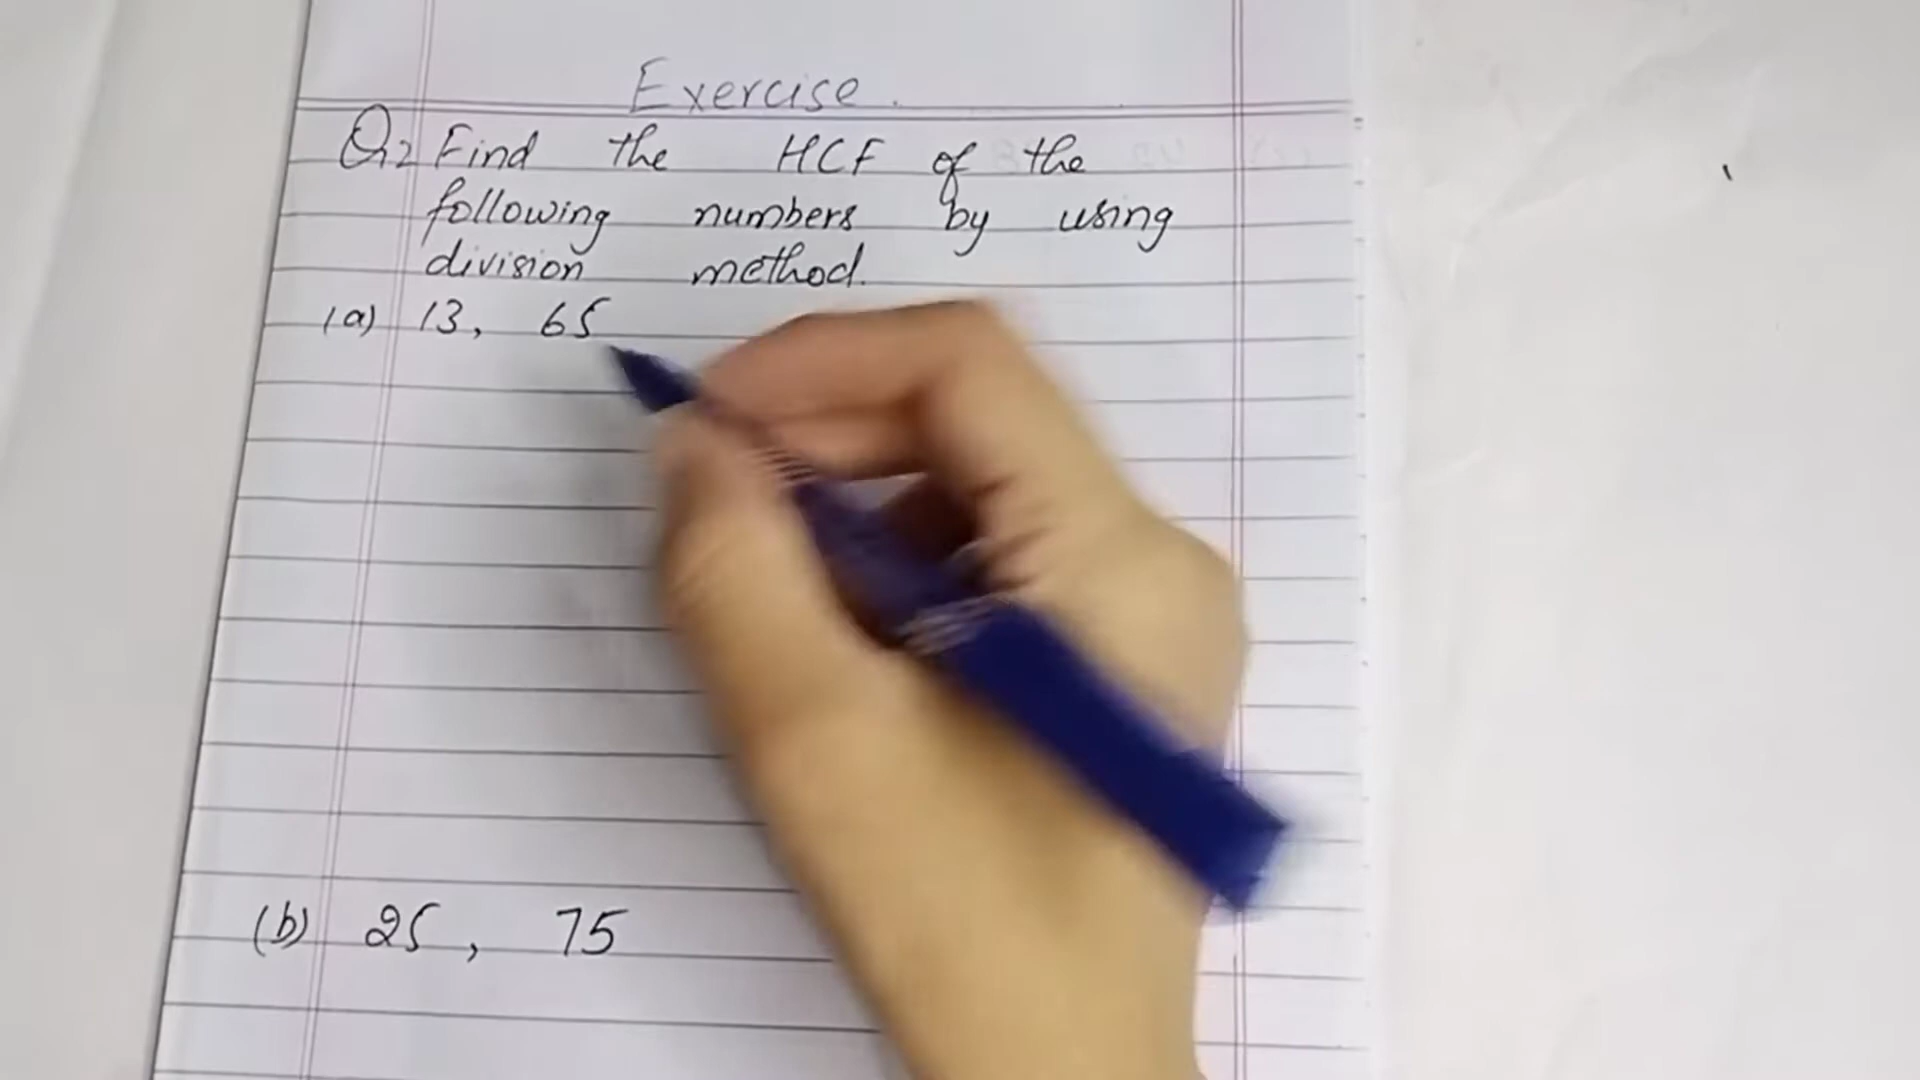 Exercise.
Q2 Find the HCF of the
following numbers by using
division method.
(a) 13, 65
(b) 25, 75